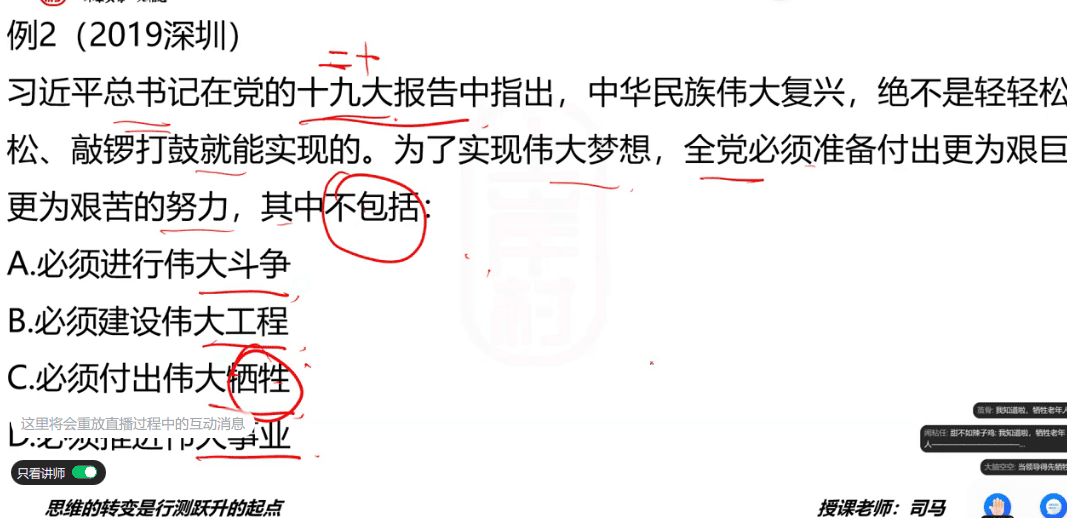 例2（2019深圳）
二十
习近平总书记在党的十九大报告中指出，中华民族伟大复兴，绝不是轻轻松
松、敲锣打鼓就能实现的。为了实现伟大梦想，全党必须准备付出更为艰巨
更为艰苦的努力，其中不包括：
A.必须进行伟大斗争
B.必须建设伟大工程
C.必须付出伟大牺牲
这里将会重放直播过程中的互动消息
D.必须推进伟大事业
我知道啦，牺牲老年人
甜不如辣子鸡: 我知道啦，牺牲老年
人
只看讲师
大脑空空: 当领导得先牺牲
思维的转变是行测跃升的起点
授课老师：司马